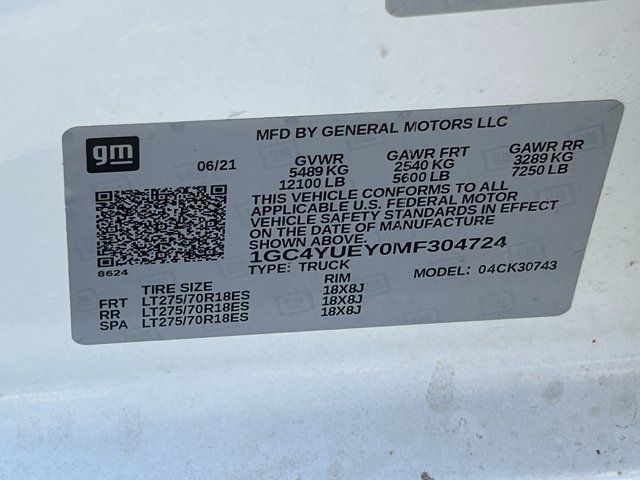 MFD BY GENERAL MOTORS LLC
gm
06/21
GVWR GAWR FRT GAWR RR
5489 KG 2540 KG 3289 KG
12100 LB 5600 LB 7250 LB
THIS VEHICLE CONFORMS TO ALL
APPLICABLE U.S. FEDERAL MOTOR
VEHICLE SAFETY STANDARDS IN EFFECT
ON THE DATE OF MANUFACTURE
SHOWN ABOVE.
1GC4YUEY0MF304724
8624
TYPE: TRUCK MODEL: 04CK30743
TIRE SIZE RIM
FRT LT275/70R18ES 18X8J
RR LT275/70R18ES 18X8J
SPA LT275/70R18ES 18X8J